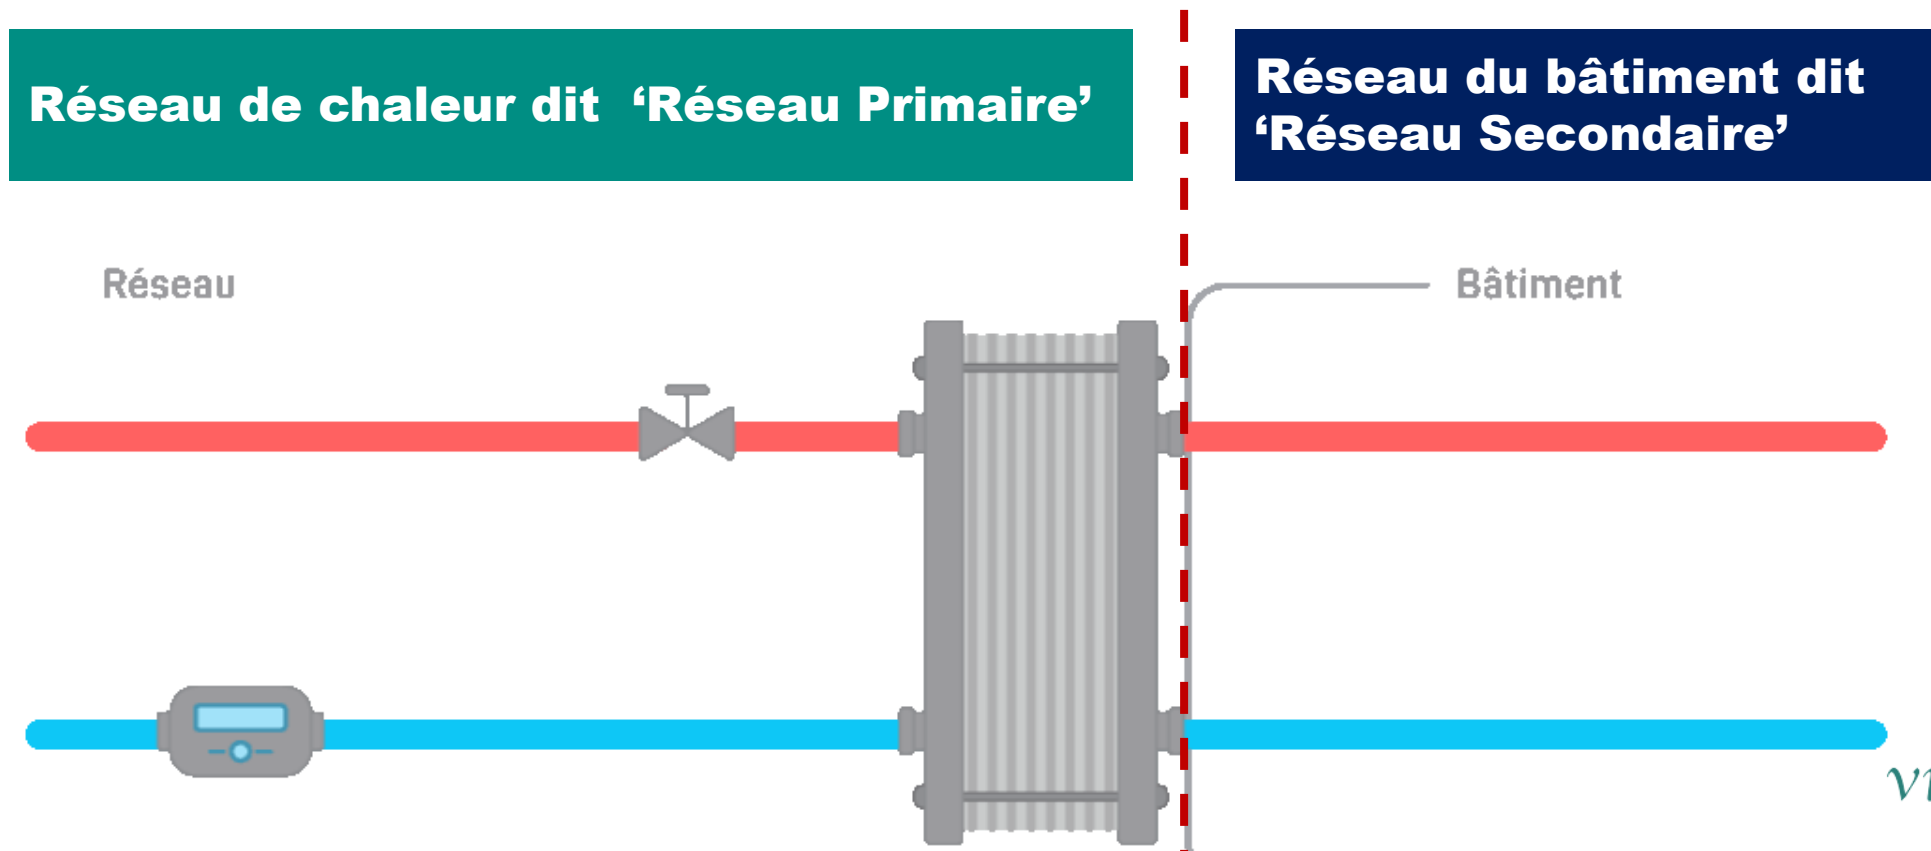 Réseau de chaleur dit ‘Réseau Primaire’
Réseau du bâtiment dit
‘Réseau Secondaire’
Réseau
Bâtiment